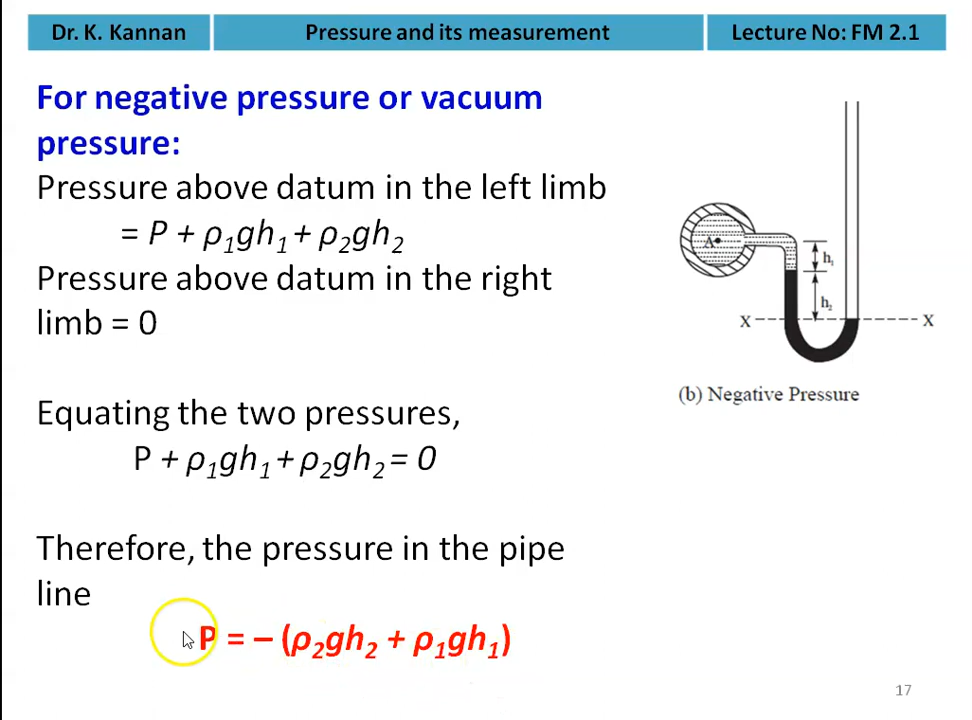 Dr. K. Kannan
Pressure and its measurement
Lecture No: FM 2.1
For negative pressure or vacuum
pressure:
Pressure above datum in the left limb
= P + ρ₁gh₁ + ρ₂gh₂
Pressure above datum in the right
limb = 0
Equating the two pressures,
P + ρ₁gh₁ + ρ₂gh₂ = 0
Therefore, the pressure in the pipe
line
P = – (ρ₂gh₂ + ρ₁gh₁)
A
h₁
h₂
X
X
(b) Negative Pressure
17